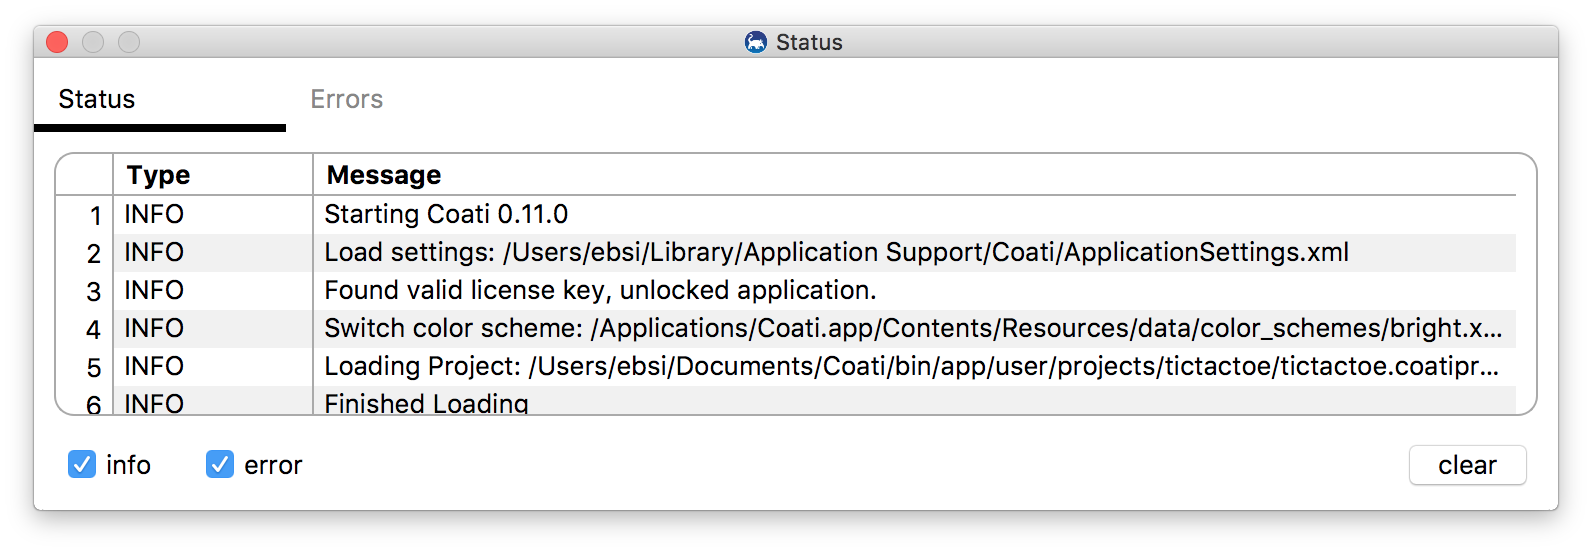 Status
Status Errors
Type Message
1 INFO Starting Coati 0.11.0
2 INFO Load settings: /Users/ebsi/Library/Application Support/Coati/ApplicationSettings.xml
3 INFO Found valid license key, unlocked application.
4 INFO Switch color scheme: /Applications/Coati.app/Contents/Resources/data/color_schemes/bright.x...
5 INFO Loading Project: /Users/ebsi/Documents/Coati/bin/app/user/projects/tictactoe/tictactoe.coatipr...
6 INFO Finished Loading
info error clear